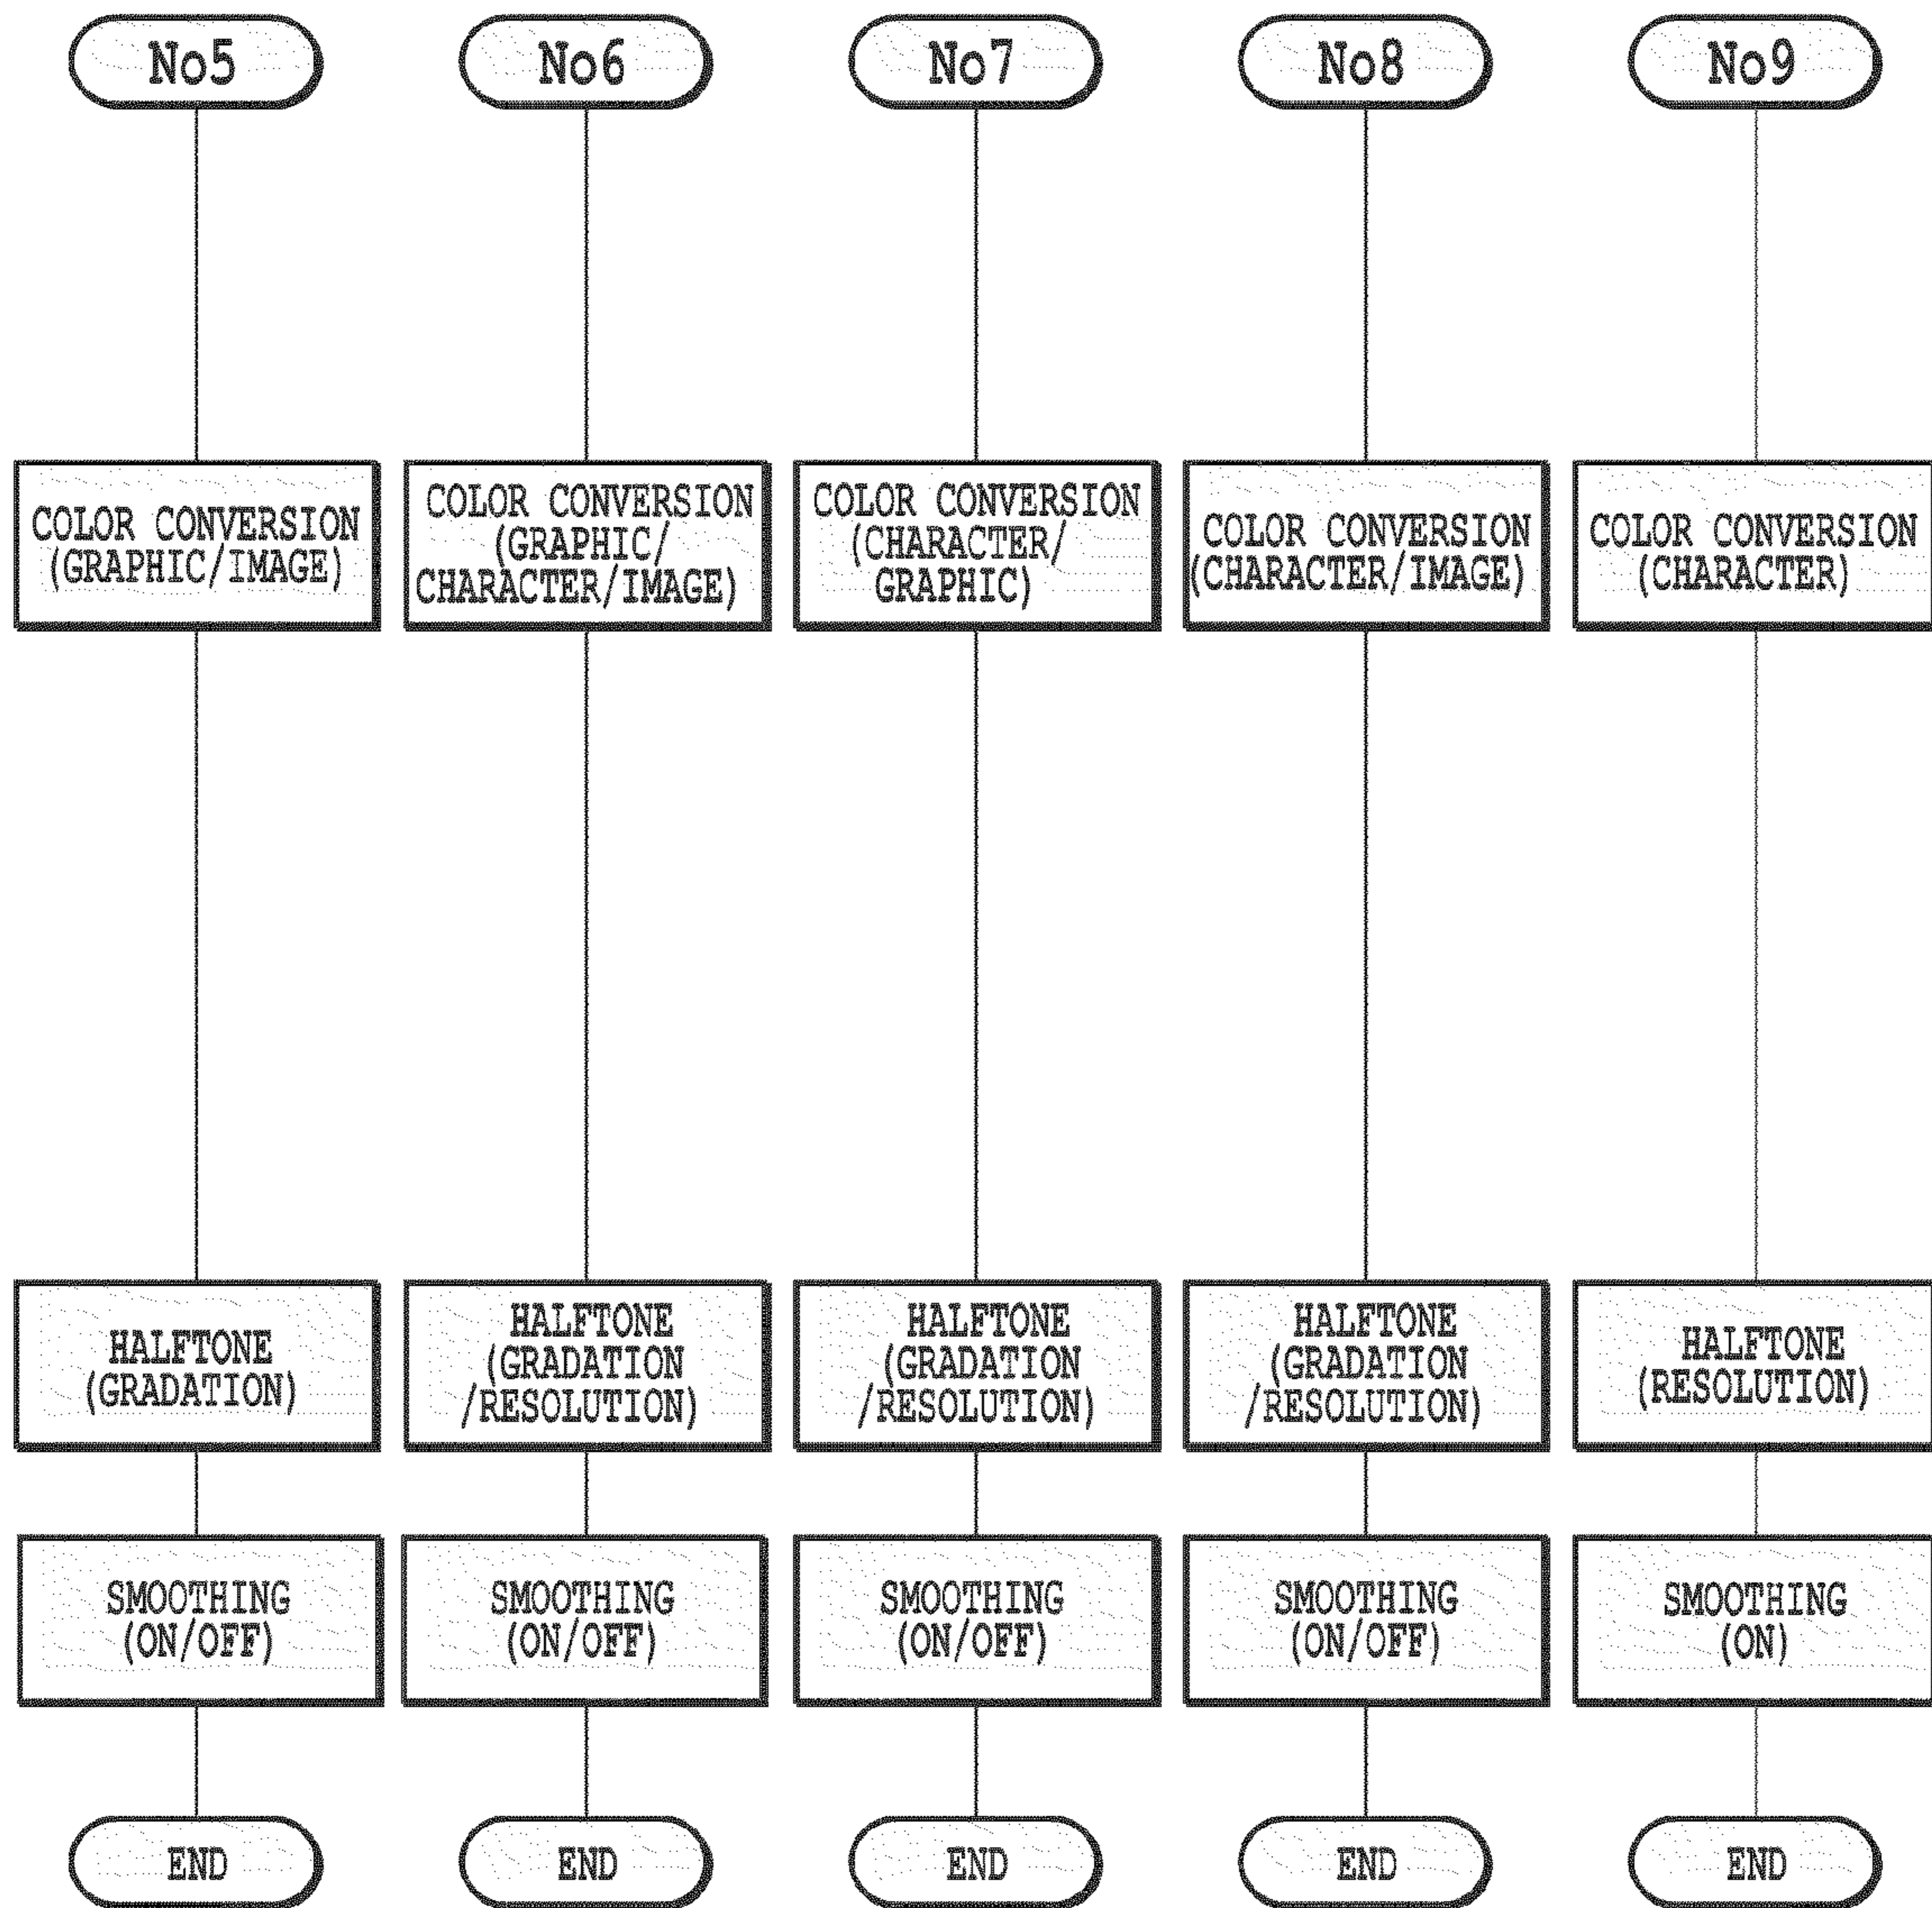 No5
No6
No7
No8
No9
COLOR CONVERSION
(GRAPHIC/IMAGE)
COLOR CONVERSION
(GRAPHIC/
CHARACTER/IMAGE)
COLOR CONVERSION
(CHARACTER/
GRAPHIC)
COLOR CONVERSION
(CHARACTER/IMAGE)
COLOR CONVERSION
(CHARACTER)
HALFTONE
(GRADATION)
HALFTONE
(GRADATION
/RESOLUTION)
HALFTONE
(GRADATION
/RESOLUTION)
HALFTONE
(GRADATION
/RESOLUTION)
HALFTONE
(RESOLUTION)
SMOOTHING
(ON/OFF)
SMOOTHING
(ON/OFF)
SMOOTHING
(ON/OFF)
SMOOTHING
(ON/OFF)
SMOOTHING
(ON)
END
END
END
END
END